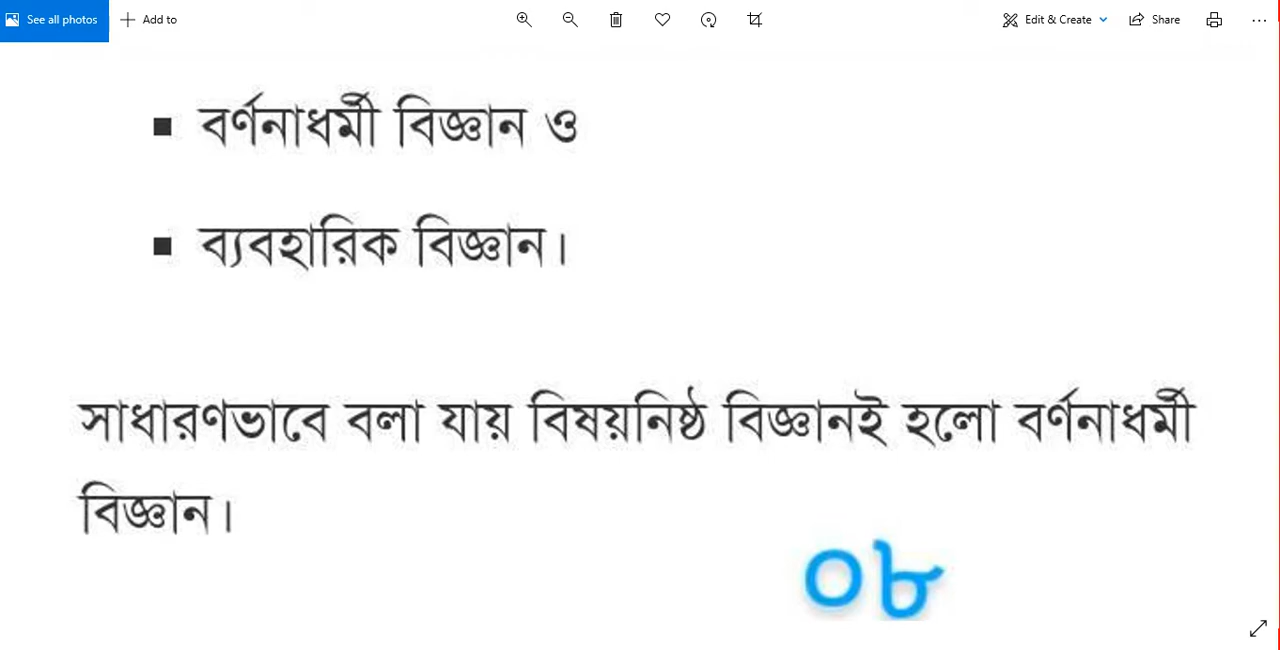 See all photos Add to Edit & Create Share
■ বর্ণনাধর্মী বিজ্ঞান ও
■ ব্যবহারিক বিজ্ঞান।
সাধারণভাবে বলা যায় বিষয়নিষ্ঠ বিজ্ঞানই হলো বর্ণনাধর্মী
বিজ্ঞান।
০৮